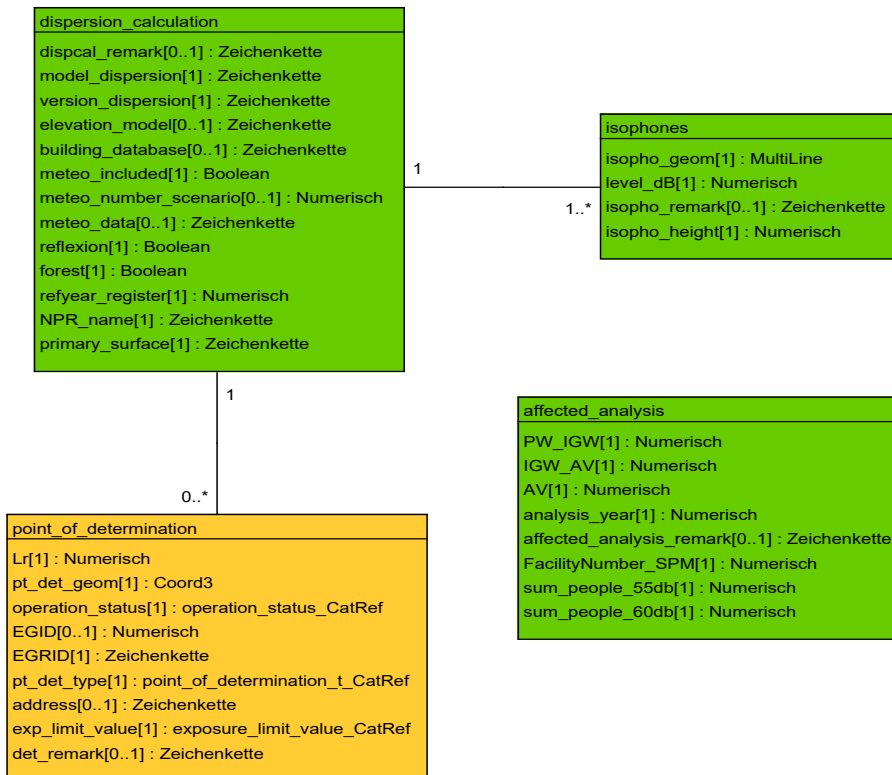 dispersion_calculation
dispcal_remark[0..1] : Zeichenkette
model_dispersion[1] : Zeichenkette
version_dispersion[1] : Zeichenkette
elevation_model[0..1] : Zeichenkette
building_database[0..1] : Zeichenkette
meteo_included[1] : Boolean
meteo_number_scenario[0..1] : Numerisch
meteo_data[0..1] : Zeichenkette
reflexion[1] : Boolean
forest[1] : Boolean
refyear_register[1] : Numerisch
NPR_name[1] : Zeichenkette
primary_surface[1] : Zeichenkette
1
1..*
isophones
isopho_geom[1] : MultiLine
level_dB[1] : Numerisch
isopho_remark[0..1] : Zeichenkette
isopho_height[1] : Numerisch
1
0..*
point_of_determination
Lr[1] : Numerisch
pt_det_geom[1] : Coord3
operation_status[1] : operation_status_CatRef
EGID[0..1] : Numerisch
EGRID[1] : Zeichenkette
pt_det_type[1] : point_of_determination_t_CatRef
address[0..1] : Zeichenkette
exp_limit_value[1] : exposure_limit_value_CatRef
det_remark[0..1] : Zeichenkette
affected_analysis
PW_IGW[1] : Numerisch
IGW_AV[1] : Numerisch
AV[1] : Numerisch
analysis_year[1] : Numerisch
affected_analysis_remark[0..1] : Zeichenkette
FacilityNumber_SPM[1] : Numerisch
sum_people_55db[1] : Numerisch
sum_people_60db[1] : Numerisch